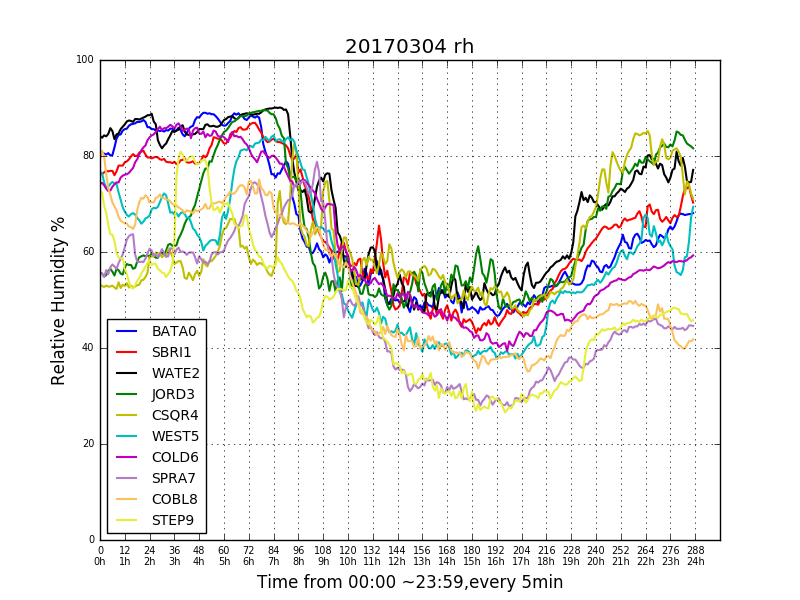 20170304 rh
Relative Humidity %
100
80
60
40
20
0
BATA0
SBRI1
WATE2
JORD3
CSQR4
WEST5
COLD6
SPRA7
COBL8
STEP9
0 12 24 36 48 60 72 84 96 108 120 132 144 156 168 180 192 204 216 228 240 252 264 276 288
0h 1h 2h 3h 4h 5h 6h 7h 8h 9h 10h 11h 12h 13h 14h 15h 16h 17h 18h 19h 20h 21h 22h 23h 24h
Time from 00:00 ~23:59,every 5min